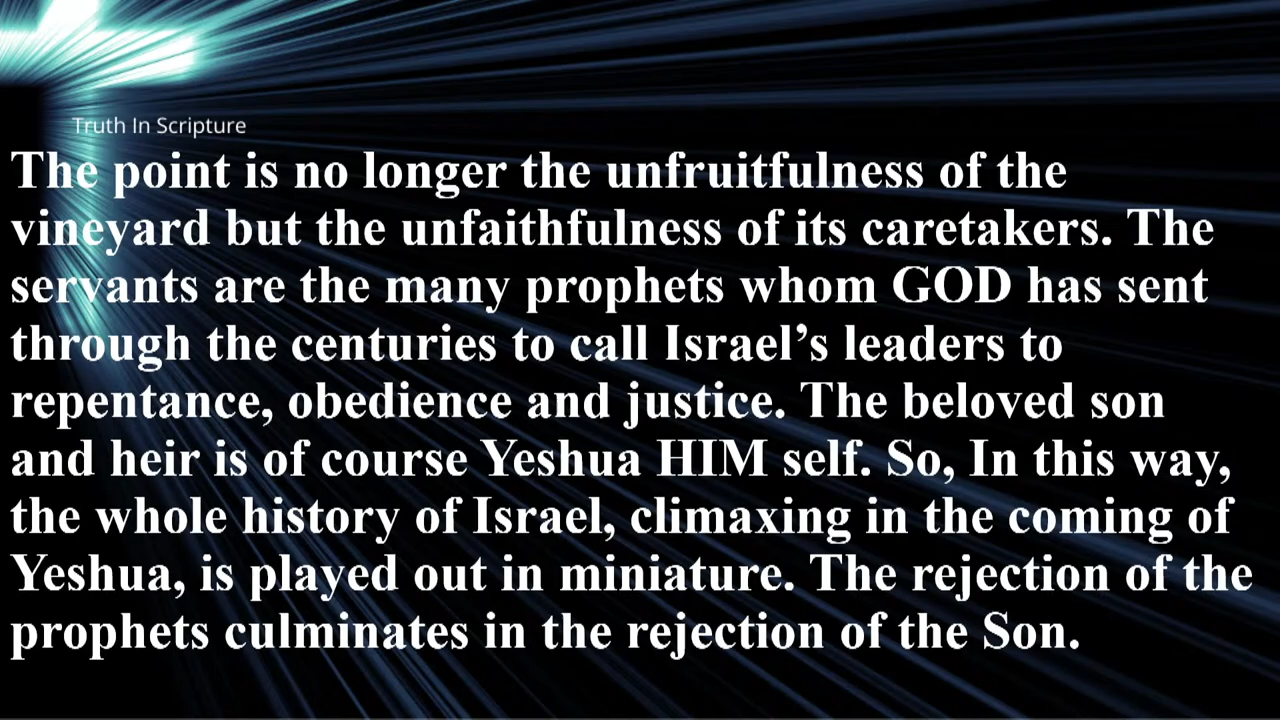 Truth In Scripture
The point is no longer the unfruitfulness of the
vineyard but the unfaithfulness of its caretakers. The
servants are the many prophets whom GOD has sent
through the centuries to call Israel’s leaders to
repentance, obedience and justice. The beloved son
and heir is of course Yeshua HIM self. So, In this way,
the whole history of Israel, climaxing in the coming of
Yeshua, is played out in miniature. The rejection of the
prophets culminates in the rejection of the Son.